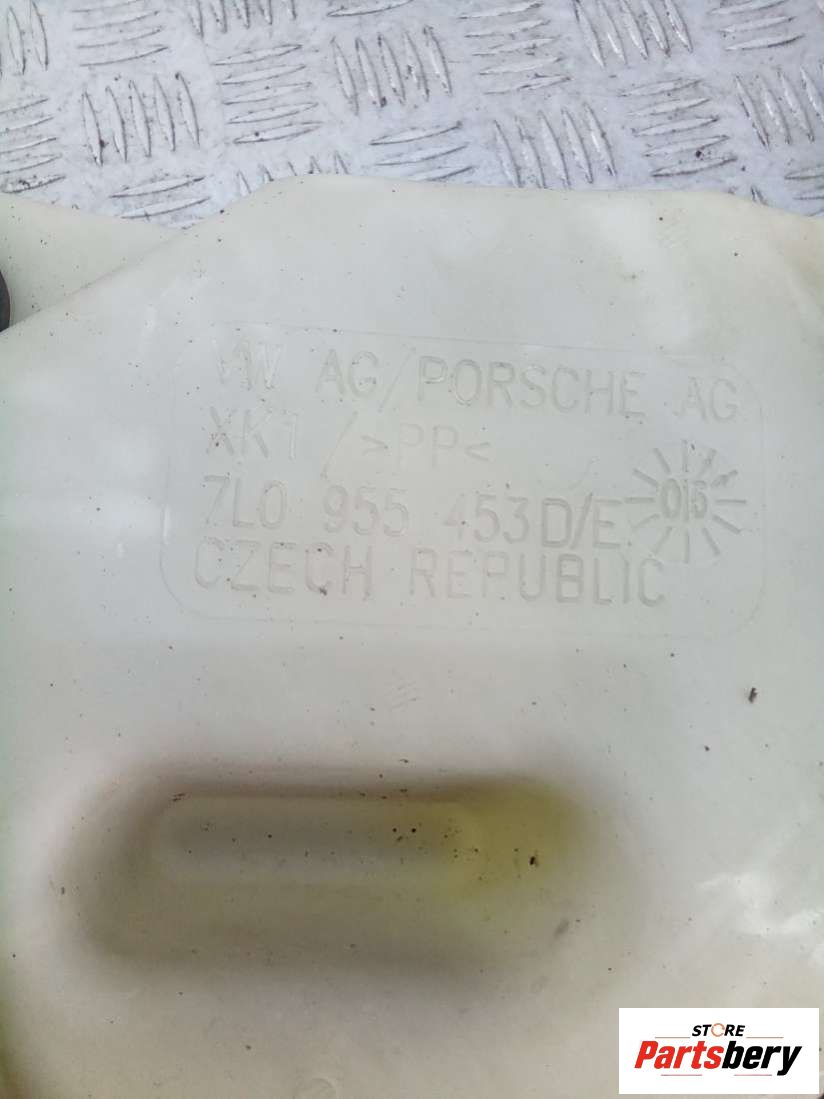 VW AG/PORSCHE AG
XK1 / >PP<
7L0 955 453D/E
CZECH REPUBLIC
STORE
Partsbery